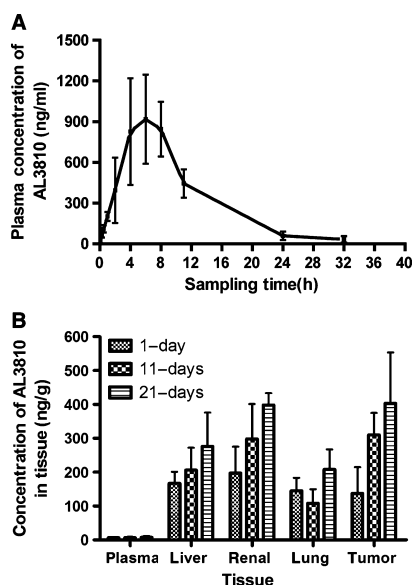 A
Plasma concentration of
AL3810 (ng/ml)
1500
1200
900
600
300
0
0 4 8 12 16 20 24 28 32 36 40
Sampling time(h)
B
Concentration of AL3810
in tissue (ng/g)
600
500
400
300
200
100
0
1–day
11–days
21–days
Plasma Liver Renal Lung Tumor
Tissue